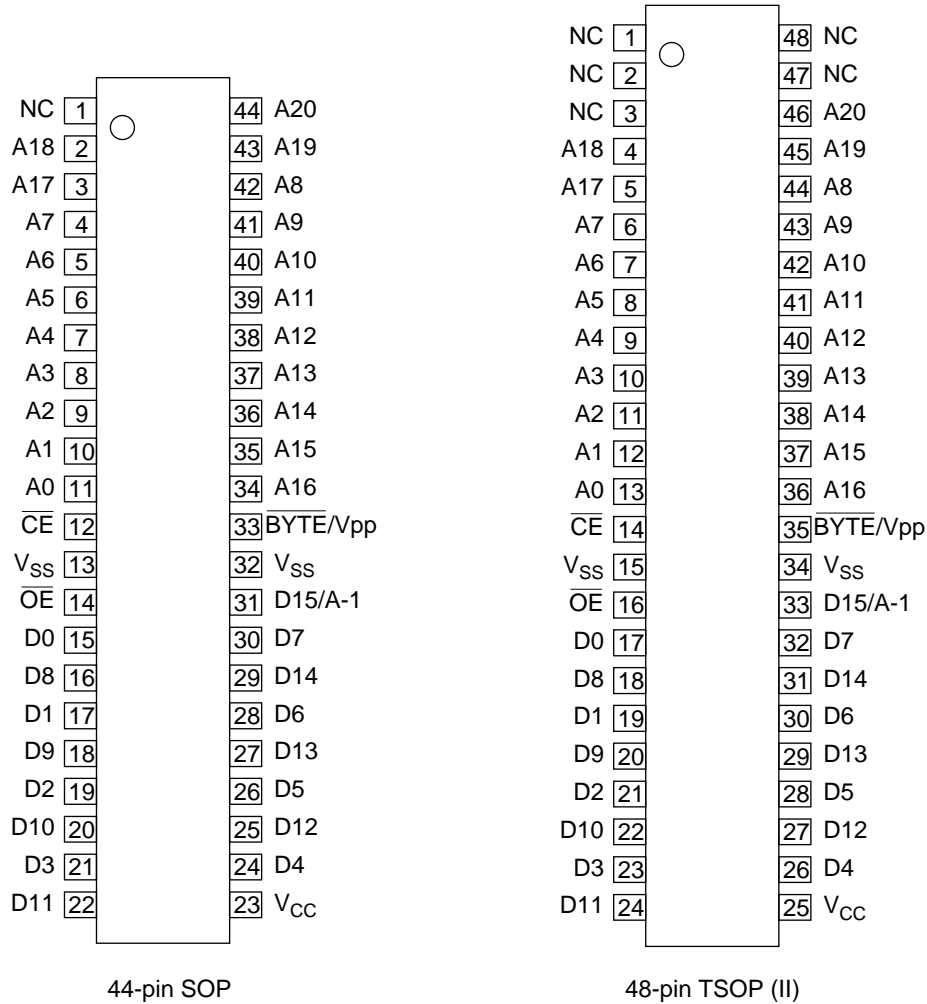 NC 1 44 A20
A18 2 43 A19
A17 3 42 A8
A7 4 41 A9
A6 5 40 A10
A5 6 39 A11
A4 7 38 A12
A3 8 37 A13
A2 9 36 A14
A1 10 35 A15
A0 11 34 A16
C̅E̅ 12 33 B̅Y̅T̅E̅/Vpp
VSS 13 32 VSS
O̅E̅ 14 31 D15/A-1
D0 15 30 D7
D8 16 29 D14
D1 17 28 D6
D9 18 27 D13
D2 19 26 D5
D10 20 25 D12
D3 21 24 D4
D11 22 23 VCC
44-pin SOP
NC 1 48 NC
NC 2 47 NC
NC 3 46 A20
A18 4 45 A19
A17 5 44 A8
A7 6 43 A9
A6 7 42 A10
A5 8 41 A11
A4 9 40 A12
A3 10 39 A13
A2 11 38 A14
A1 12 37 A15
A0 13 36 A16
C̅E̅ 14 35 B̅Y̅T̅E̅/Vpp
VSS 15 34 VSS
O̅E̅ 16 33 D15/A-1
D0 17 32 D7
D8 18 31 D14
D1 19 30 D6
D9 20 29 D13
D2 21 28 D5
D10 22 27 D12
D3 23 26 D4
D11 24 25 VCC
48-pin TSOP (II)